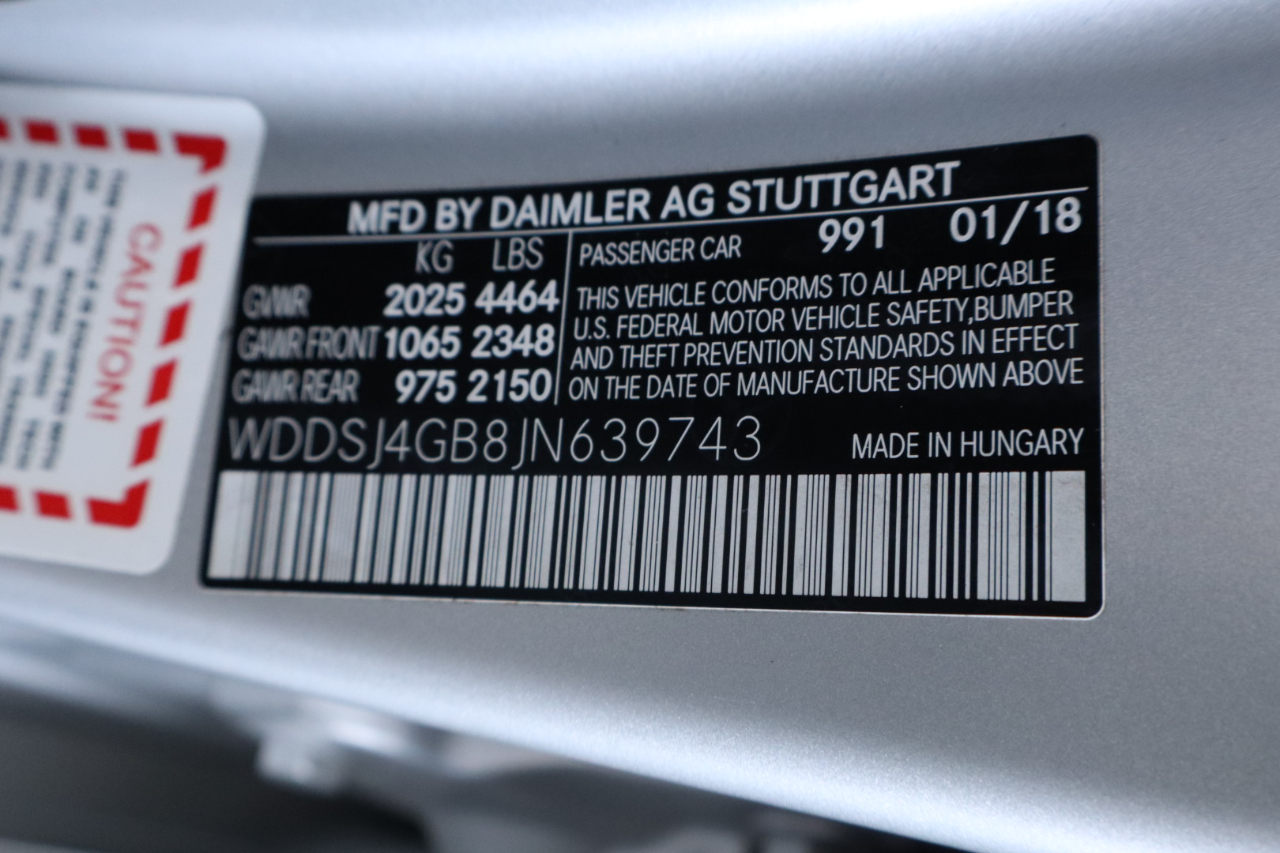 MFD BY DAIMLER AG STUTTGART
KG LBS
GVWR 2025 4464
GAWR FRONT 1065 2348
GAWR REAR 975 2150
PASSENGER CAR 991 01/18
THIS VEHICLE CONFORMS TO ALL APPLICABLE
U.S. FEDERAL MOTOR VEHICLE SAFETY,BUMPER
AND THEFT PREVENTION STANDARDS IN EFFECT
ON THE DATE OF MANUFACTURE SHOWN ABOVE
WDDSJ4GB8JN639743 MADE IN HUNGARY
CAUTION!